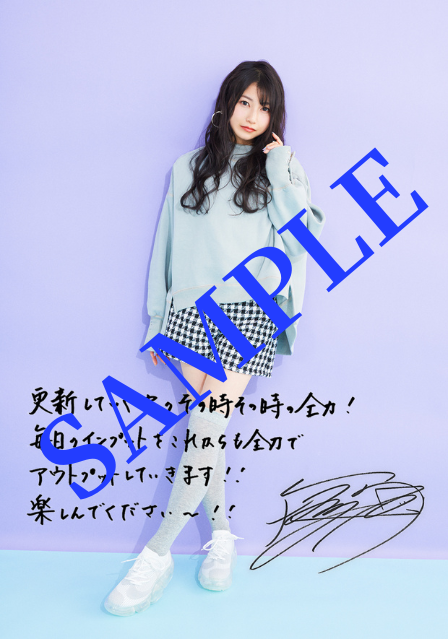 SAMPLE
更新していくその時その時の全力!
毎日のインプットをこれからも全力で
アウトプットしていきます!!
楽しんでください〜!!